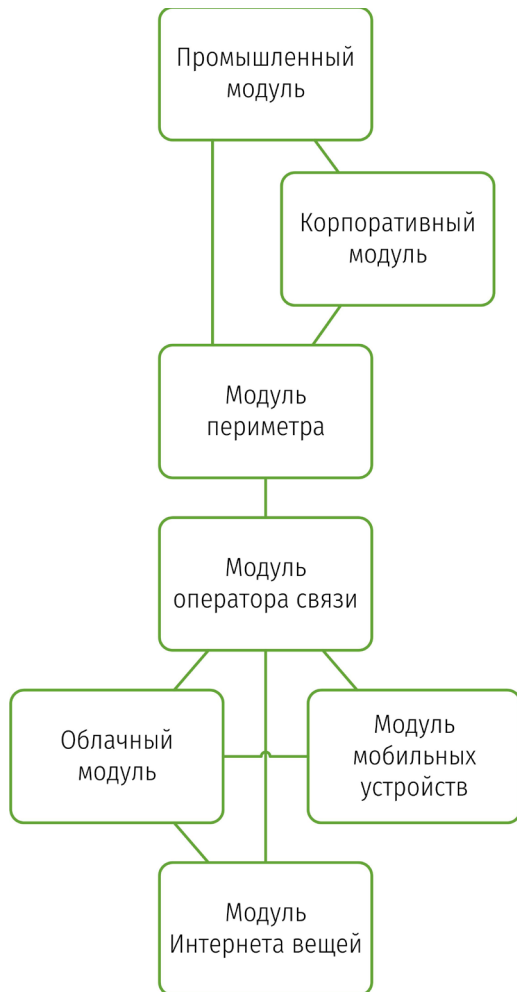 Промышленный
модуль
Корпоративный
модуль
Модуль
периметра
Модуль
оператора связи
Облачный
модуль
Модуль
мобильных
устройств
Модуль
Интернета вещей